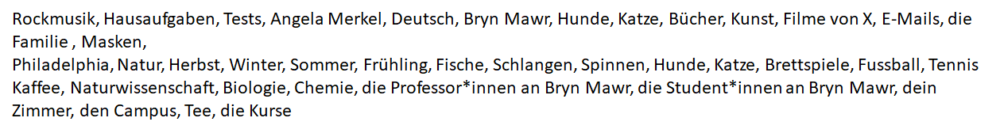 Rockmusik, Hausaufgaben, Tests, Angela Merkel, Deutsch, Bryn Mawr, Hunde, Katze, Bücher, Kunst, Filme von X, E-Mails, die
Familie , Masken,
Philadelphia, Natur, Herbst, Winter, Sommer, Frühling, Fische, Schlangen, Spinnen, Hunde, Katze, Brettspiele, Fussball, Tennis
Kaffee, Naturwissenschaft, Biologie, Chemie, die Professor*innen an Bryn Mawr, die Student*innen an Bryn Mawr, dein
Zimmer, den Campus, Tee, die Kurse